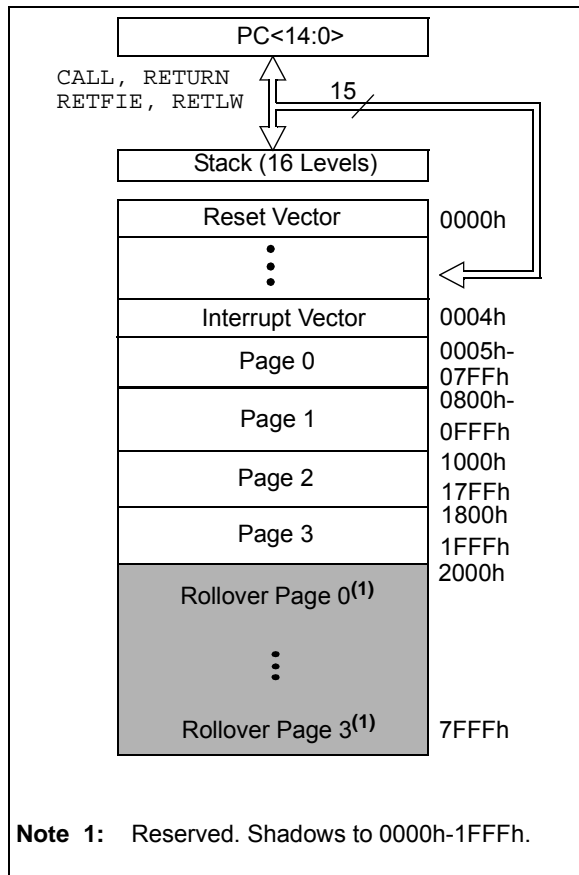 PC<14:0>
CALL, RETURN
RETFIE, RETLW
15
Stack (16 Levels)
Reset Vector
0000h
Interrupt Vector
0004h
Page 0
0005h-
07FFh
Page 1
0800h-
0FFFh
Page 2
1000h
17FFh
Page 3
1800h
1FFFh
2000h
Rollover Page 0(1)
Rollover Page 3(1)
7FFFh
Note 1: Reserved. Shadows to 0000h-1FFFh.